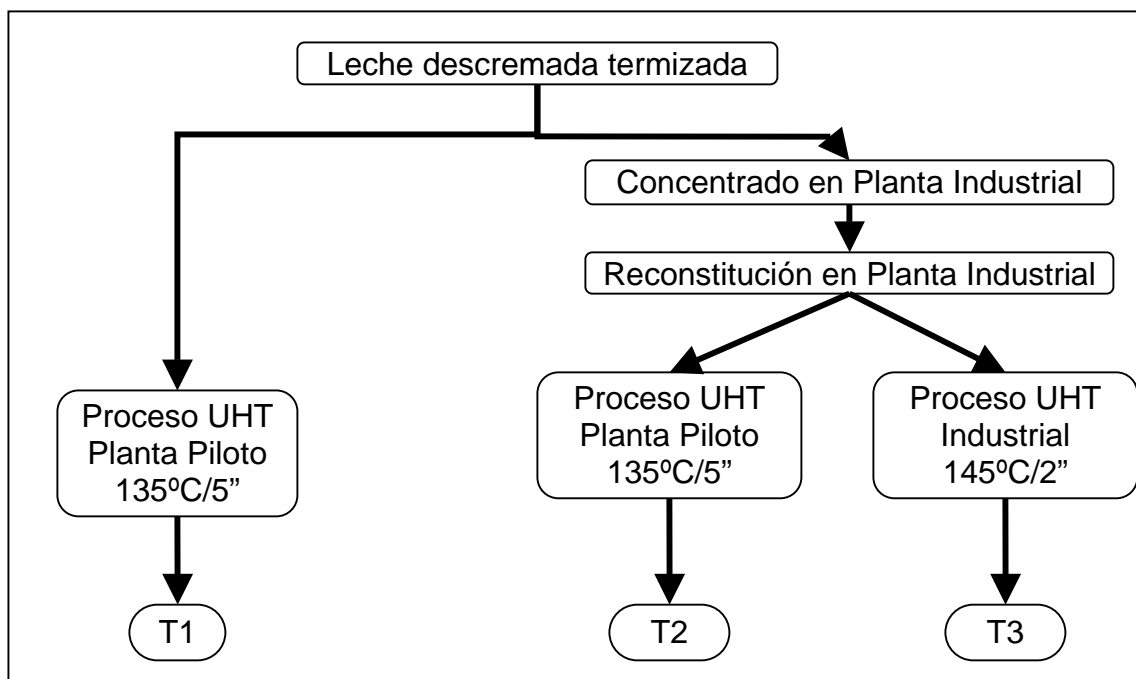 Leche descremada termizada
Concentrado en Planta Industrial
Reconstitución en Planta Industrial
Proceso UHT
Planta Piloto
135ºC/5”
Proceso UHT
Planta Piloto
135ºC/5”
Proceso UHT
Industrial
145ºC/2”
T1
T2
T3